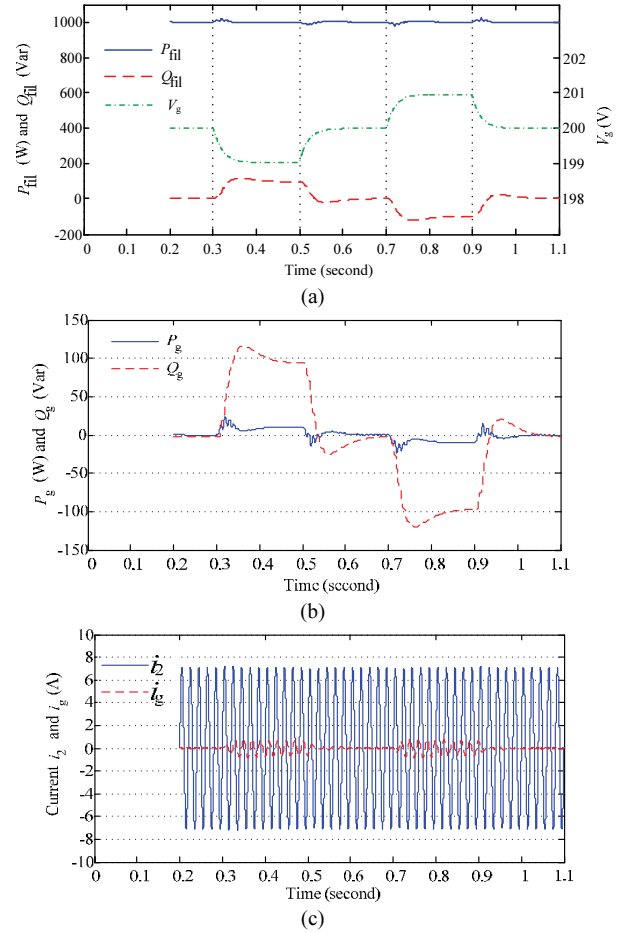 P_fil (W) and Q_fil (Var)
1000
800
600
400
200
0
-200
P_fil
Q_fil
V_g
202
201
200
199
198
V_g (V)
0 0.1 0.2 0.3 0.4 0.5 0.6 0.7 0.8 0.9 1 1.1
Time (second)
(a)
P_g (W) and Q_g (Var)
150
100
50
0
-50
-100
-150
P_g
Q_g
0 0.1 0.2 0.3 0.4 0.5 0.6 0.7 0.8 0.9 1 1.1
Time (second)
(b)
Current i_2 and i_g (A)
10
8
6
4
2
0
-2
-4
-6
-8
-10
i_2
i_g
0 0.1 0.2 0.3 0.4 0.5 0.6 0.7 0.8 0.9 1 1.1
Time (second)
(c)